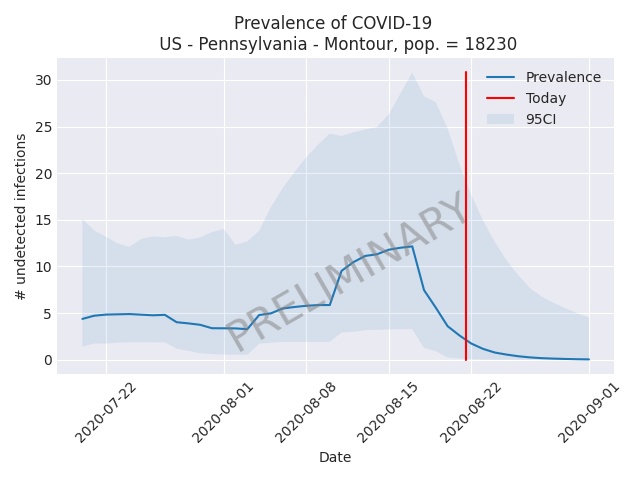 Prevalence of COVID-19
US - Pennsylvania - Montour, pop. = 18230
30
25
20
15
10
5
0
# undetected infections
Prevalence
Today
95CI
PRELIMINARY
2020-07-22
2020-08-01
2020-08-08
2020-08-15
2020-08-22
2020-09-01
Date